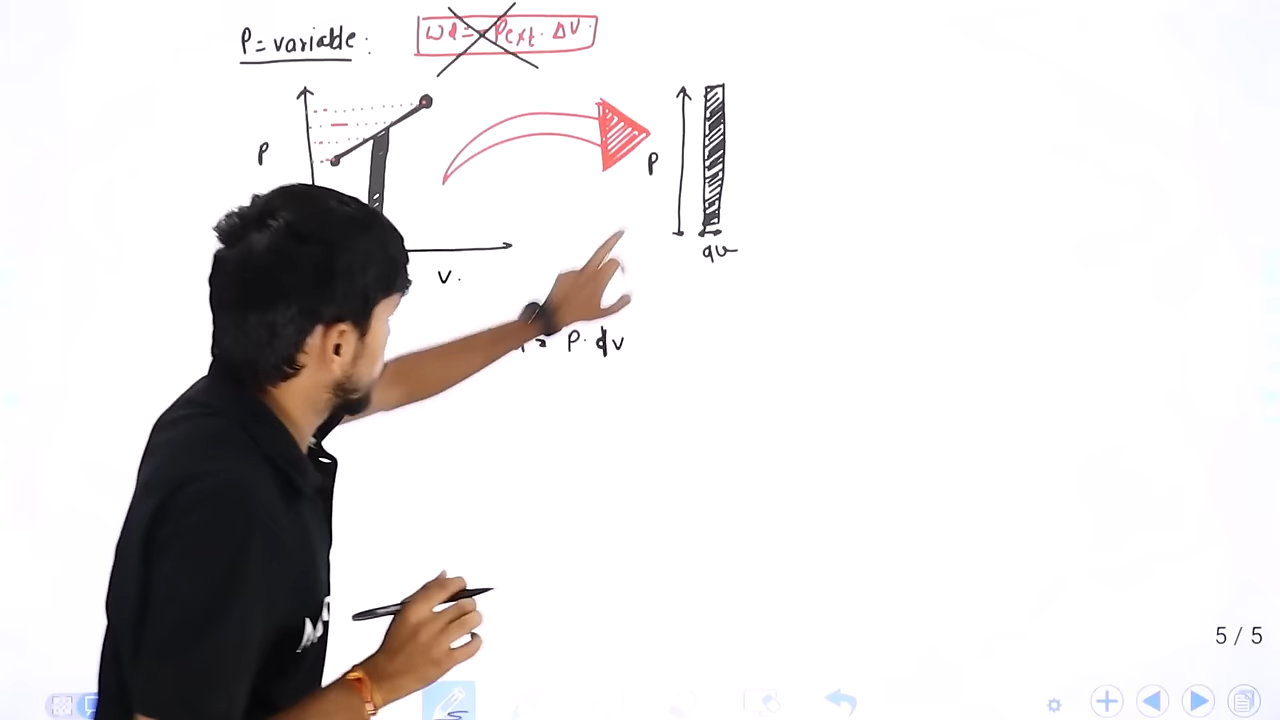 P = variable :
wd = -Pext. ΔV.
P
V.
P
dv
= P. dv
5 / 5